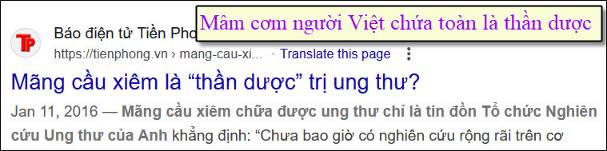 Mâm cơm người Việt chứa toàn là thần dược
TP
Báo điện tử Tiền Pho
https://tienphong.vn › mang-cau-xi... · Translate this page
Mãng cầu xiêm là “thần dược” trị ung thư?
Jan 11, 2016 — Mãng cầu xiêm chữa được ung thư chỉ là tin đồn Tổ chức Nghiên
cứu Ung thư của Anh khẳng định: “Chưa bao giờ có nghiên cứu rộng rãi trên cơ